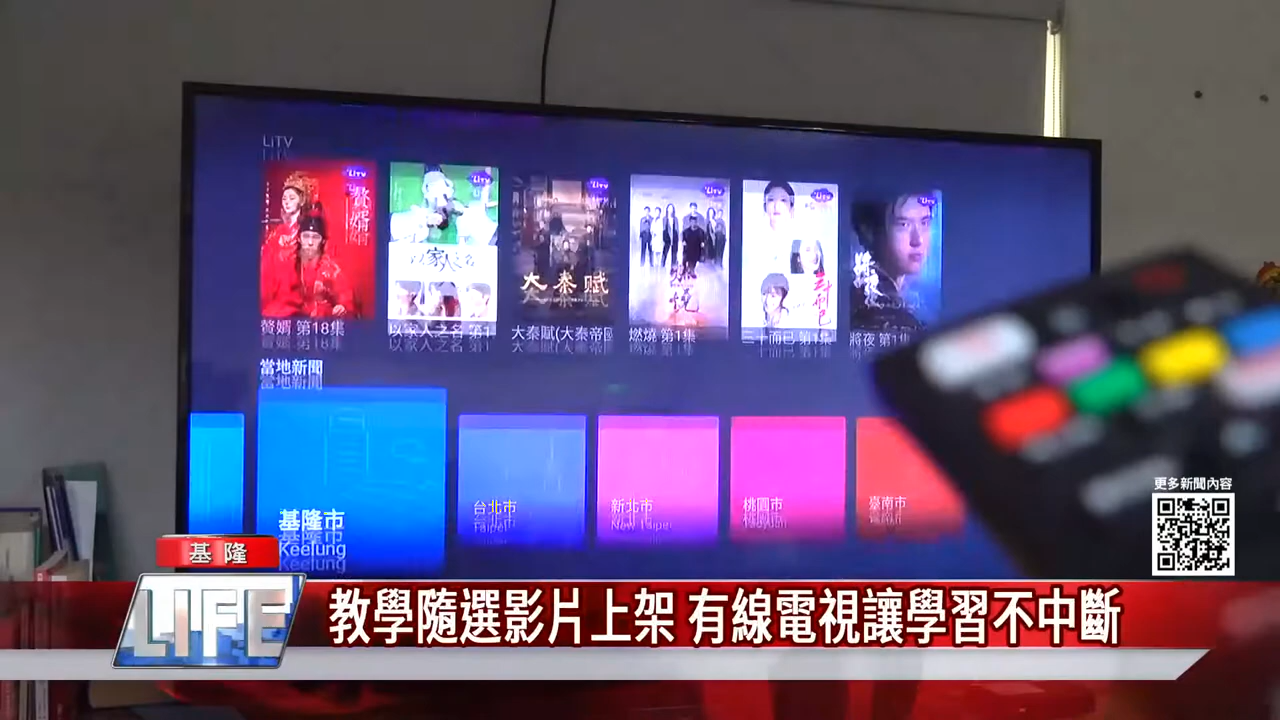 LiTV
贅婿 第18集
以家人之名 第1
大秦賦(大秦帝國
燃燒 第1集
三十而已 第1集
將夜 第1集
當地新聞
基隆市
Keelung
台北市
Taipei
新北市
New Taipei
桃園市
臺南市
更多新聞內容
基隆
LIFE
教學隨選影片上架 有線電視讓學習不中斷